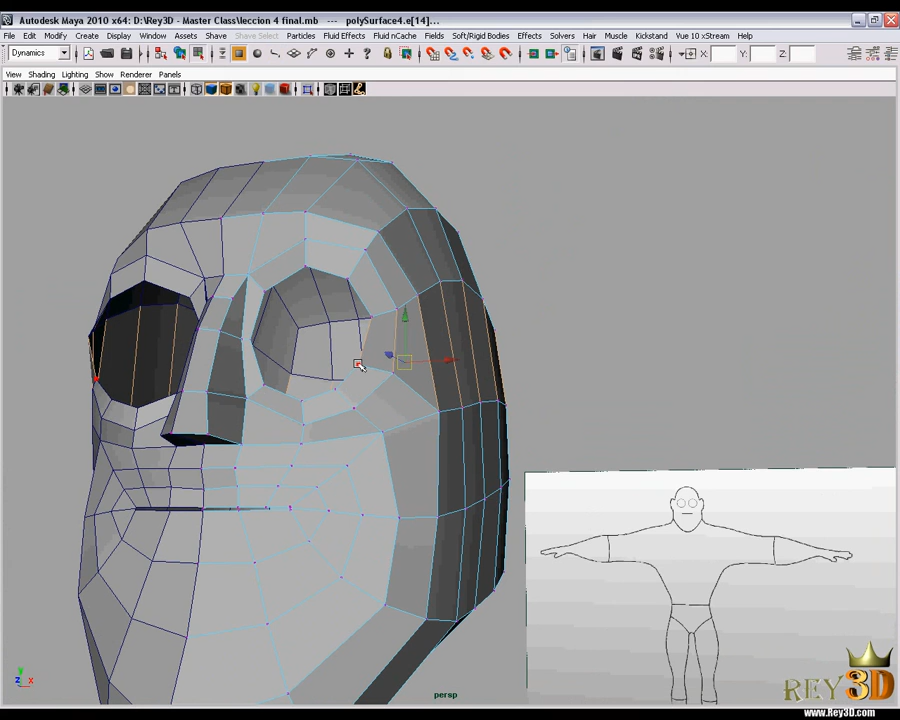 Autodesk Maya 2010 x64: D:\Rey3D - Master Class\leccion 4 final.mb --- polySurface4.e[14]...
File Edit Modify Create Display Window Assets Select Particles Fluid Effects Fluid nCache Fields Soft/Rigid Bodies Effects Solvers Hair Muscle Kickstand Vue 10 xStream Help
Dynamics Show Select X: Y: Z:
View Shading Lighting Show Renderer Panels
persp
z x
REY3D
www.Rey3D.com